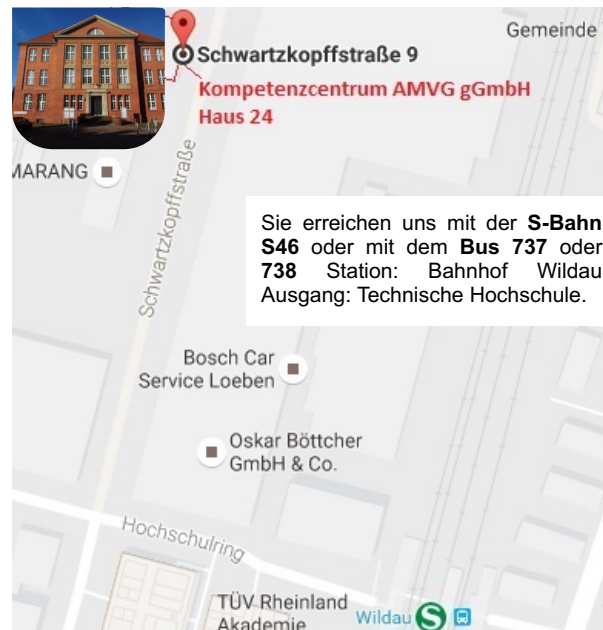 Gemeinde
Schwartzkopffstraße 9
Kompetenzcentrum AMVG gGmbH
Haus 24
MARANG
Schwartzkopffstraße
Sie erreichen uns mit der S-Bahn
S46 oder mit dem Bus 737 oder
738 Station: Bahnhof Wildau
Ausgang: Technische Hochschule.
Bosch Car
Service Loeben
Oskar Böttcher
GmbH & Co.
Hochschulring
TÜV Rheinland
Akademie
Wildau S